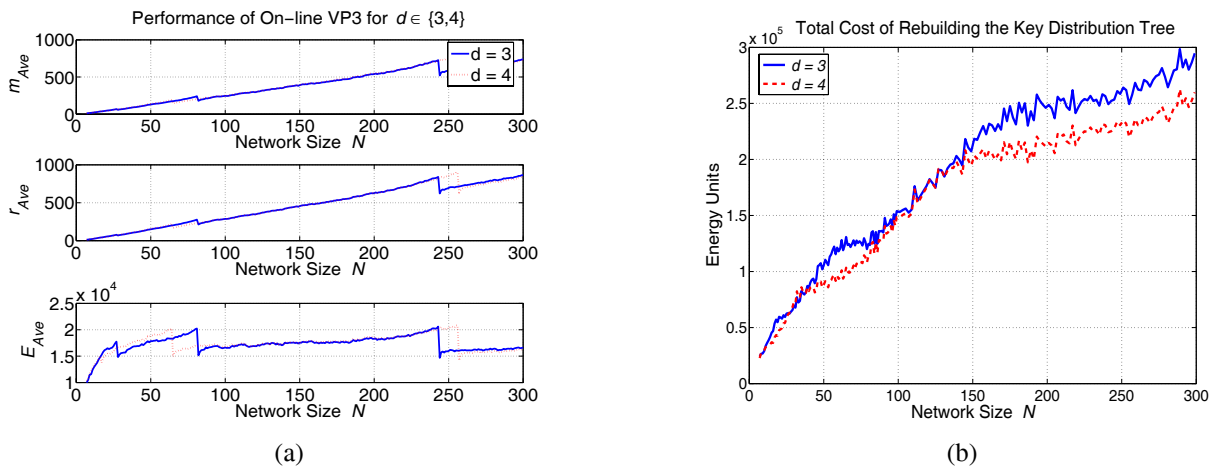 Performance of On-line VP3 for d ∈ {3,4}
1000
500
0
m_Ave
d = 3
d = 4
0 50 100 150 200 250 300
Network Size N
1000
500
0
r_Ave
0 50 100 150 200 250 300
Network Size N
x 10^4
2.5
2
1.5
1
E_Ave
0 50 100 150 200 250 300
Network Size N
(a)
Total Cost of Rebuilding the Key Distribution Tree
x 10^5
3
2.5
2
1.5
1
0.5
0
Energy Units
d = 3
d = 4
0 50 100 150 200 250 300
Network Size N
(b)